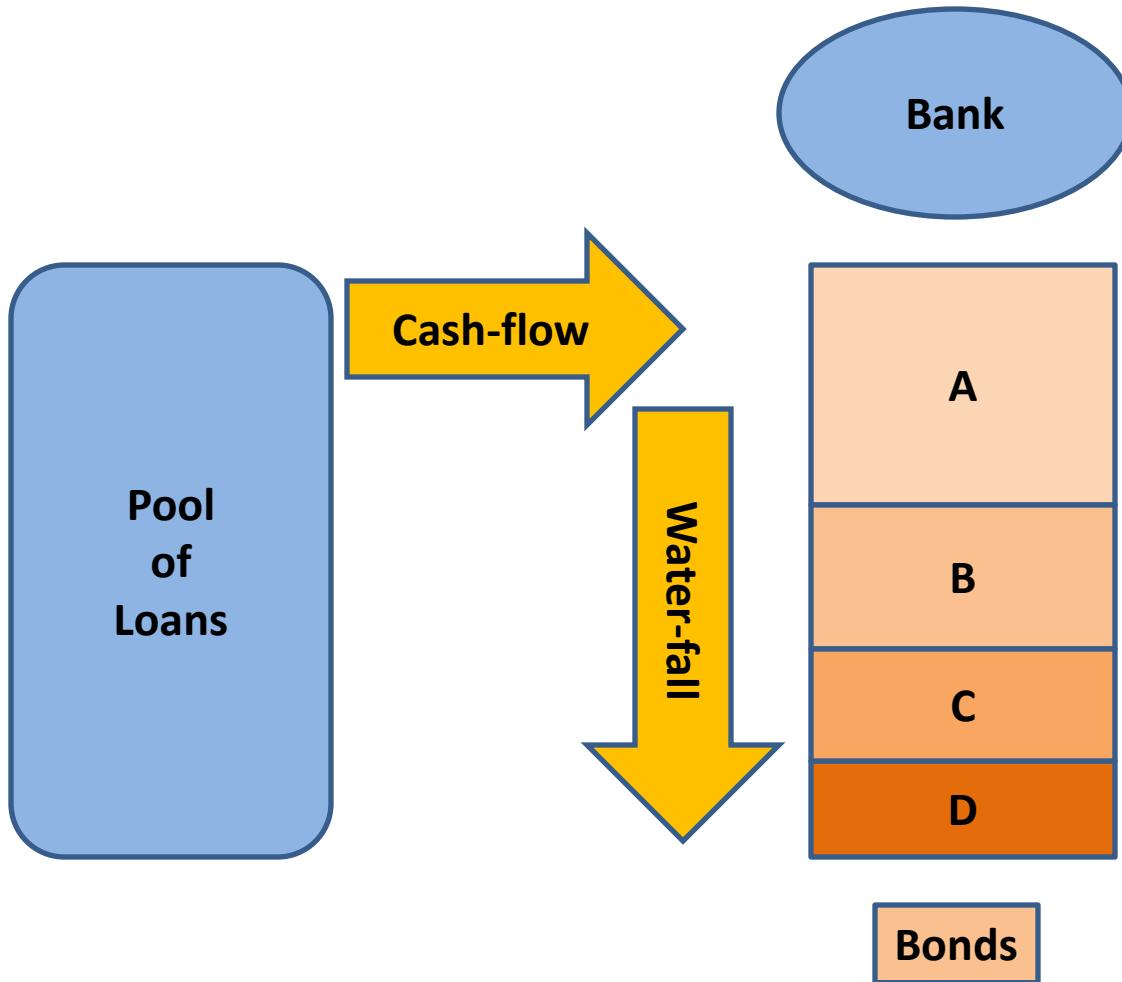 Bank
Cash-flow
A
Pool
of
Loans
Water-fall
B
C
D
Bonds